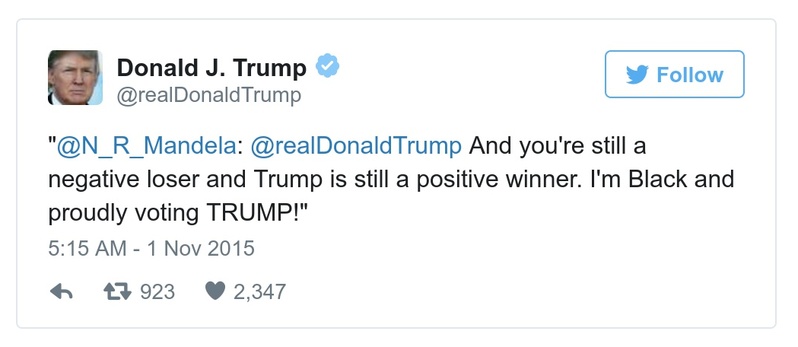 Donald J. Trump
@realDonaldTrump
Follow
"@N_R_Mandela: @realDonaldTrump And you're still a
negative loser and Trump is still a positive winner. I'm Black and
proudly voting TRUMP!"
5:15 AM - 1 Nov 2015
923 2,347